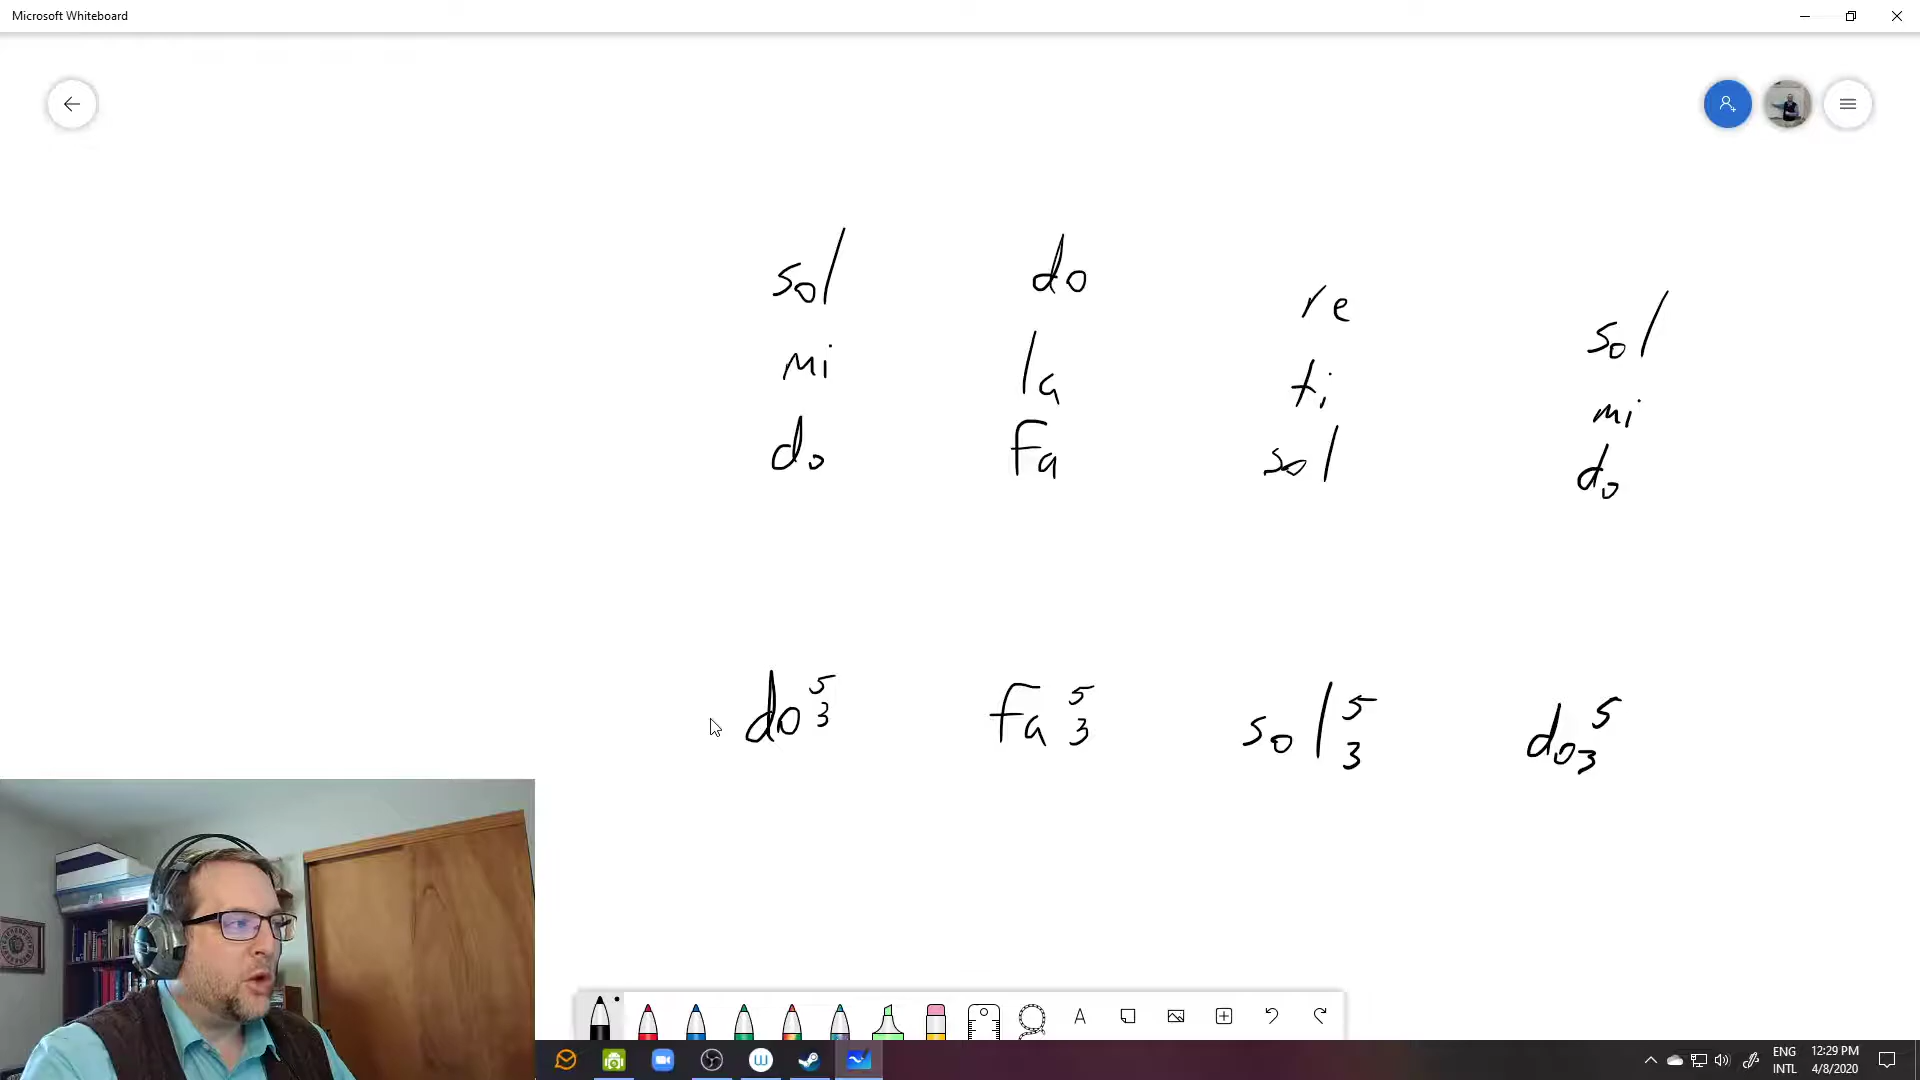 Microsoft Whiteboard
sol do re sol
mi la ti mi
do Fa sol do
do 5 3 Fa 5 3 sol 5 3 do 5 3
A
W
ENG 12:29 PM
INTL 4/8/2020